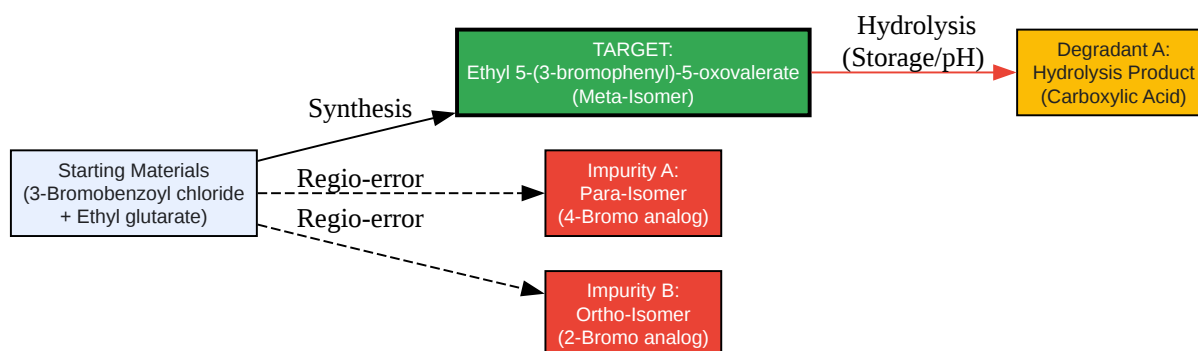 TARGET:
Ethyl 5-(3-bromophenyl)-5-oxovalerate
(Meta-Isomer)
Hydrolysis
(Storage/pH)
Degradant A:
Hydrolysis Product
(Carboxylic Acid)
Synthesis
Starting Materials
(3-Bromobenzoyl chloride
+ Ethyl glutarate)
Regio-error
Impurity A:
Para-Isomer
(4-Bromo analog)
Regio-error
Impurity B:
Ortho-Isomer
(2-Bromo analog)